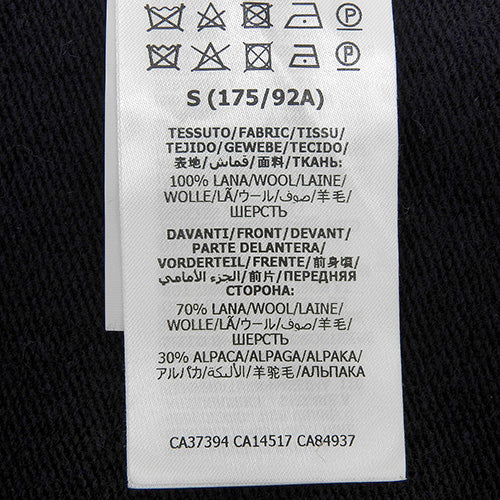 P
P
S (175/92A)
TESSUTO/FABRIC/TISSU/
TEJIDO/GEWEBE/TECIDO/
表地/قماش/面料/ТКАНЬ:
100% LANA/WOOL/LAINE/
WOLLE/LÃ/ウール/صوف/羊毛/
ШЕРСТЬ
DAVANTI/FRONT/DEVANT/
PARTE DELANTERA/
VORDERTEIL/FRENTE/前身頃/
الجزء الأمامي/前片/ПЕРЕДНЯЯ
СТОРОНА:
70% LANA/WOOL/LAINE/
WOLLE/LÃ/ウール/صوف/羊毛/
ШЕРСТЬ
30% ALPACA/ALPAGA/ALPAKA/
アルパカ/الألبكة/羊驼毛/АЛЬПАКА
CA37394 CA14517 CA84937